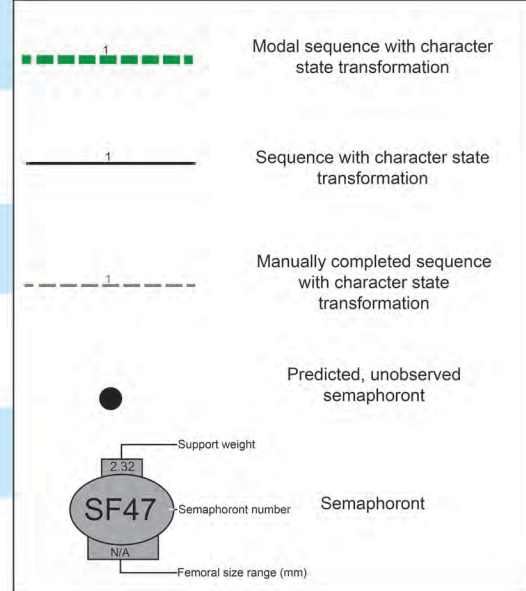 1
Modal sequence with character
state transformation
1
Sequence with character state
transformation
Manually completed sequence
with character state
transformation
1
Predicted, unobserved
semaphoront
Support weight
2.32
SF47
Semaphoront number
Semaphoront
N/A
Femoral size range (mm)